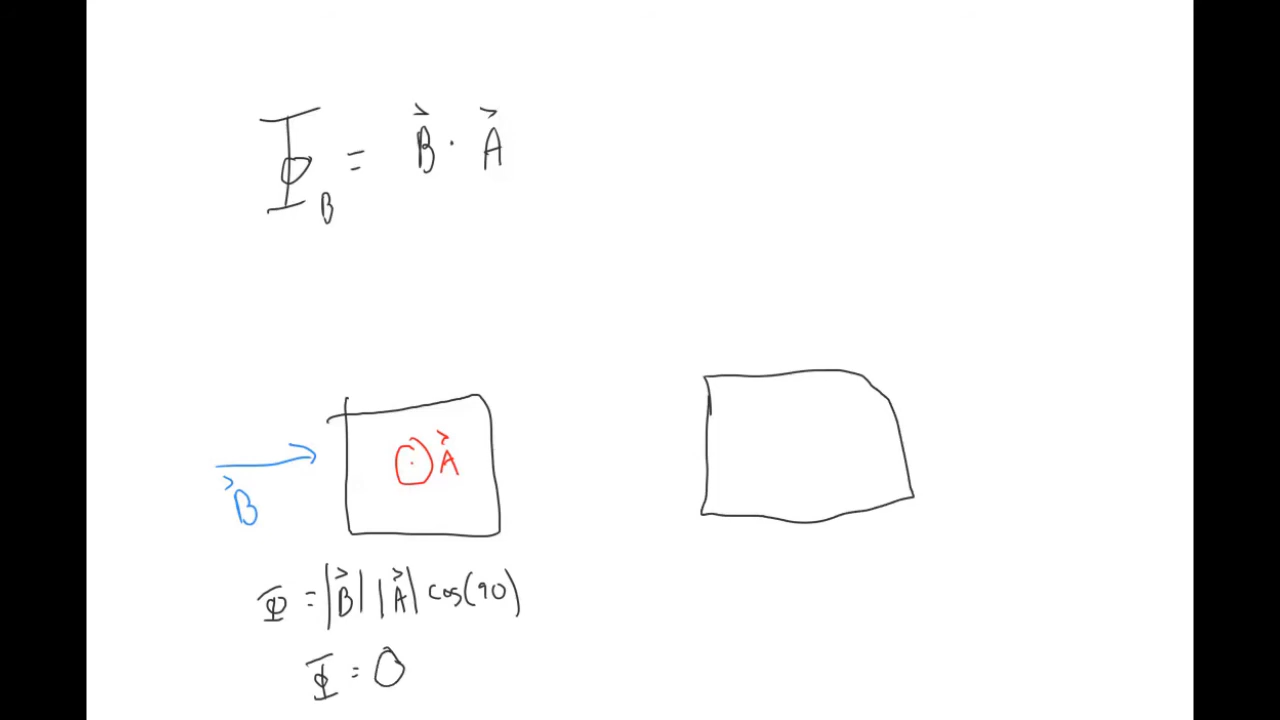 Φ_B = B⃗ · A⃗
A⃗
B⃗
Φ = |B⃗| |A⃗| cos(90)
Φ = 0